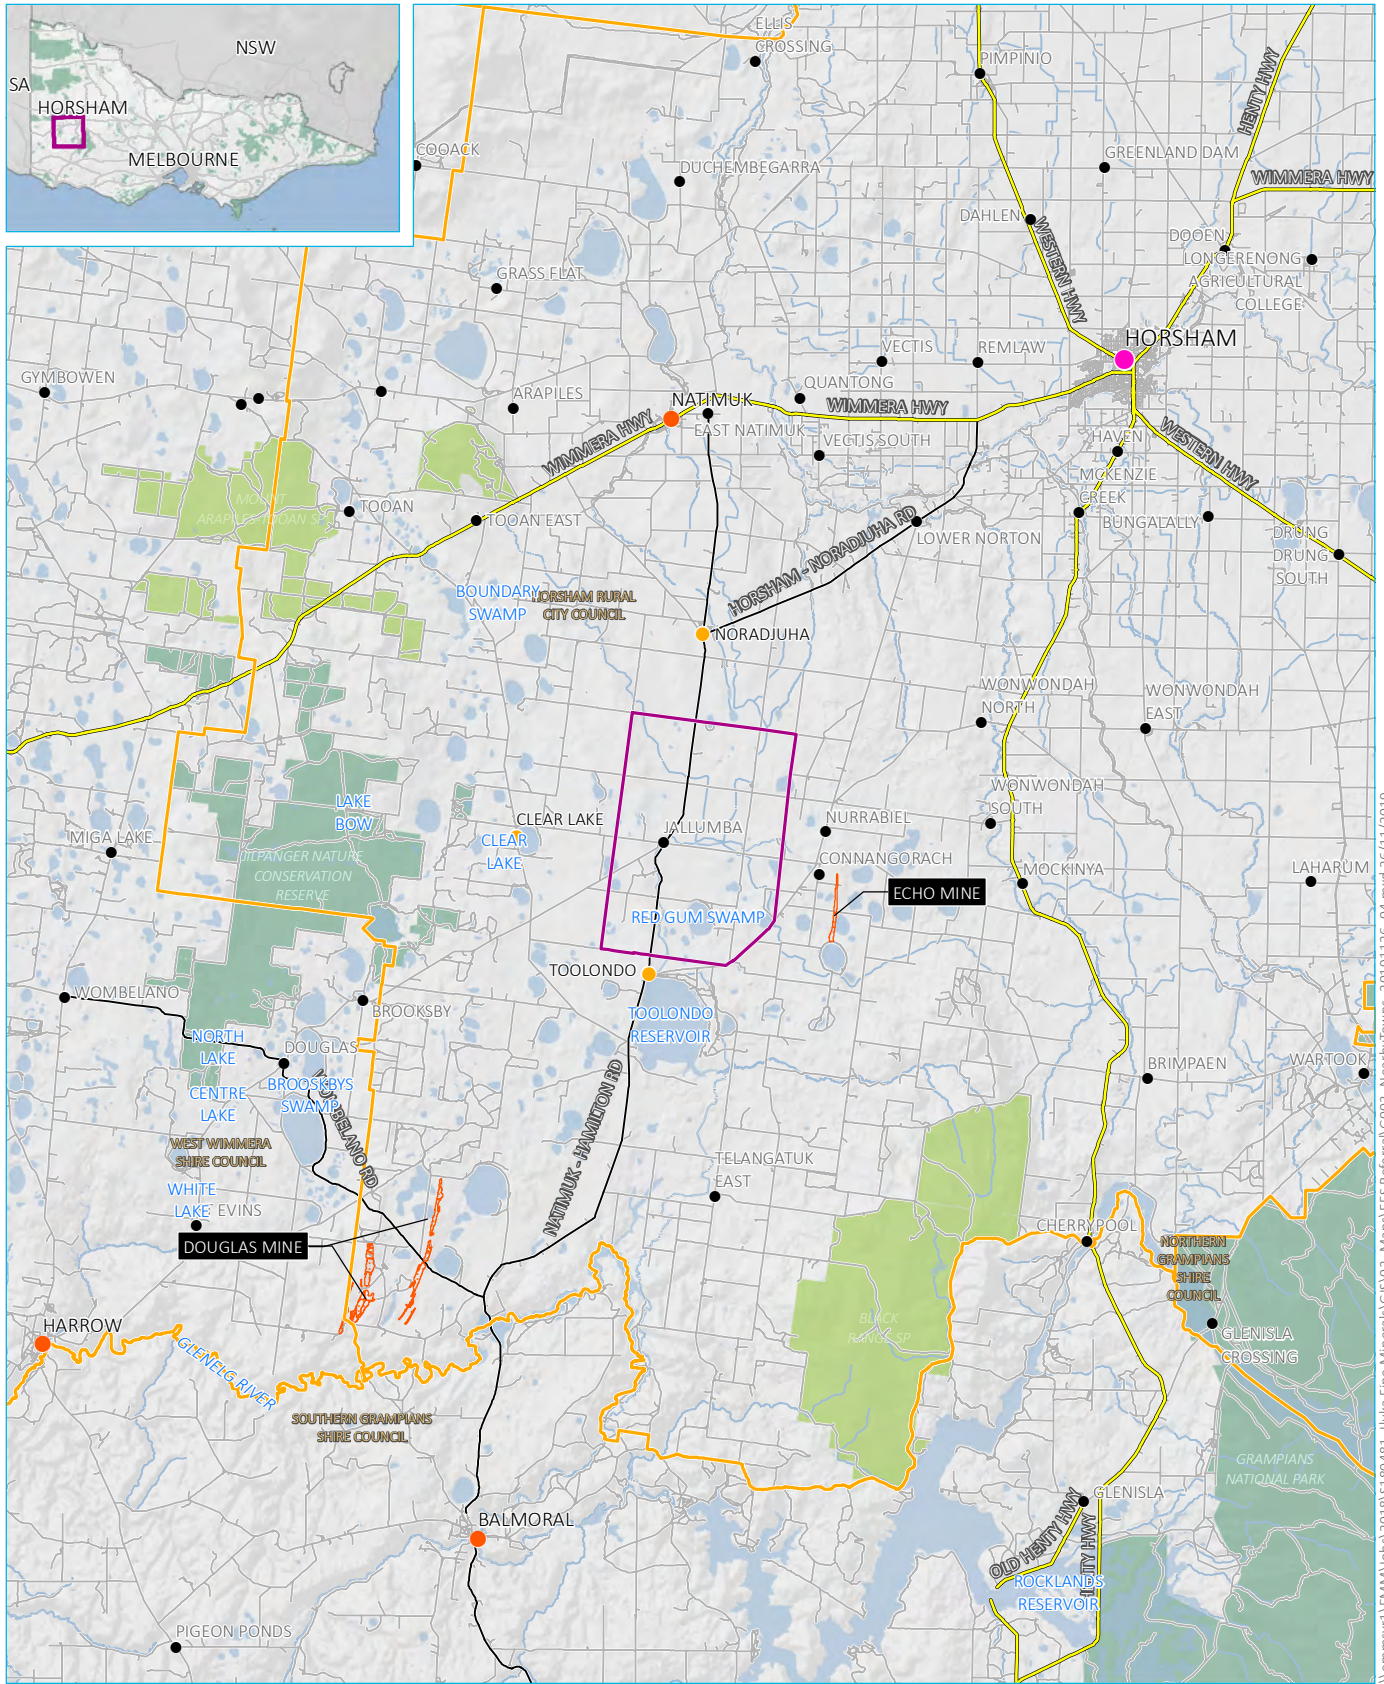 NSW
SA
HORSHAM
MELBOURNE
ELLIS
CROSSING
PIMPINIO
HENTY HWY
COOACK
DUCHEMBEGARRA
GREENLAND DAM
WIMMERA HWY
DAHLEN
WESTERN HWY
DOOEN
LONGERENONG
AGRICULTURAL
COLLEGE
GRASS FLAT
HORSHAM
VECTIS
REMLAW
GYMBOWEN
ARAPILES
QUANTONG
NATIMUK
WIMMERA HWY
EAST NATIMUK
WIMMERA HWY
VECTIS SOUTH
HAVEN
WESTERN HWY
MCKENZIE
CREEK
MOUNT
ARAPILES-TOOAN SP
TOOAN
TOOAN EAST
BUNGALALLY
HORSHAM - NORADJUHA RD
LOWER NORTON
DRUNG
DRUNG
SOUTH
BOUNDARY
SWAMP
HORSHAM RURAL
CITY COUNCIL
NORADJUHA
WONWONDAH
NORTH
WONWONDAH
EAST
LAKE
BOW
WONWONDAH
SOUTH
CLEAR LAKE
JALLUMBA
NURRABIEL
MIGA LAKE
CLEAR
LAKE
CONNANGORACH
JILPANGER NATURE
CONSERVATION
RESERVE
MOCKINYA
LAHARUM
ECHO MINE
RED GUM SWAMP
TOOLONDO
WOMBELANO
BROOKSBY
TOOLONDO
RESERVOIR
NORTH
LAKE
DOUGLAS
BRIMPAEN
WARTOOK
CENTRE
LAKE
BROOSKBYS
SWAMP
WOMBELANO RD
NATIMUK - HAMILTON RD
WEST WIMMERA
SHIRE COUNCIL
TELANGATUK
EAST
WHITE
LAKE
DOUGLAS MINE
CHERRYPOOL
NORTHERN
GRAMPIANS
SHIRE
COUNCIL
HARROW
GLENELG RIVER
BLACK
RANGE SP
GLENISLA
CROSSING
SOUTHERN GRAMPIANS
SHIRE COUNCIL
GRAMPIANS
NATIONAL PARK
GLENISLA
BALMORAL
OLD HENTY HWY
HENTY HWY
ROCKLANDS
RESERVOIR
PIGEON PONDS